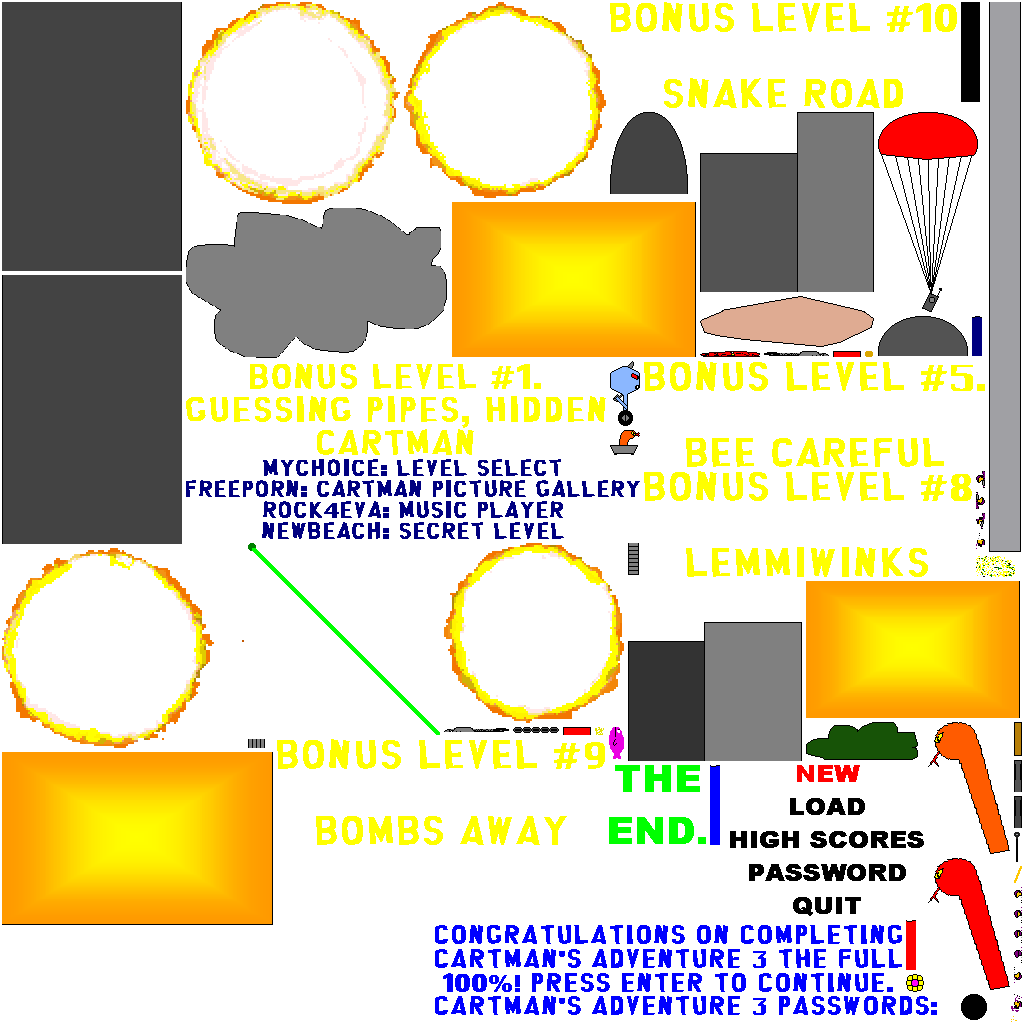 BONUS LEVEL #10
SNAKE ROAD
BONUS LEVEL #1.
GUESSING PIPES, HIDDEN
CARTMAN
MYCHOICE: LEVEL SELECT
FREEPORN: CARTMAN PICTURE GALLERY
ROCK4EVA: MUSIC PLAYER
NEWBEACH: SECRET LEVEL
BONUS LEVEL #5.
BEE CAREFUL
BONUS LEVEL #8
LEMMIWINKS
BONUS LEVEL #9
BOMBS AWAY
THE
END.
NEW
LOAD
HIGH SCORES
PASSWORD
QUIT
CONGRATULATIONS ON COMPLETING
CARTMAN'S ADVENTURE 3 THE FULL
100%! PRESS ENTER TO CONTINUE.
CARTMAN'S ADVENTURE 3 PASSWORDS: